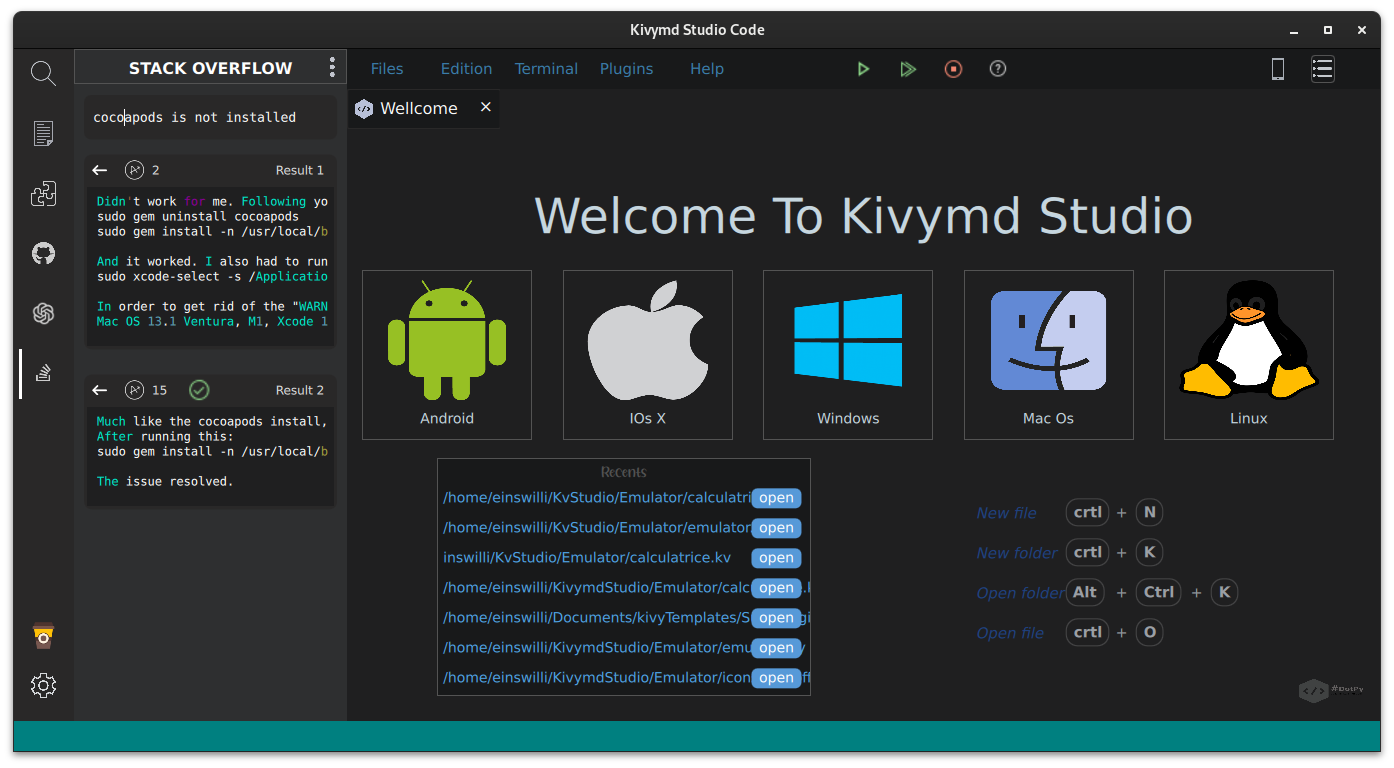 Kivymd Studio Code
STACK OVERFLOW
Files Edition Terminal Plugins Help
cocoapods is not installed
Wellcome
2 Result 1
Didn't work for me. Following yo
sudo gem uninstall cocoapods
sudo gem install -n /usr/local/b
And it worked. I also had to run
sudo xcode-select -s /Applicatio
In order to get rid of the "WARN
Mac OS 13.1 Ventura, M1, Xcode 1
15 Result 2
Much like the cocoapods install,
After running this:
sudo gem install -n /usr/local/b
The issue resolved.
Welcome To Kivymd Studio
Android IOs X Windows Mac Os Linux
Recents
/home/einswilli/KvStudio/Emulator/calculatri open
/home/einswilli/KvStudio/Emulator/emulator open
inswilli/KvStudio/Emulator/calculatrice.kv open
/home/einswilli/KivymdStudio/Emulator/calc open
/home/einswilli/Documents/kivyTemplates/S open
/home/einswilli/KivymdStudio/Emulator/emu open
/home/einswilli/KivymdStudio/Emulator/icon open
New file crtl + N
New folder crtl + K
Open folder Alt + Ctrl + K
Open file crtl + O
#DotPy